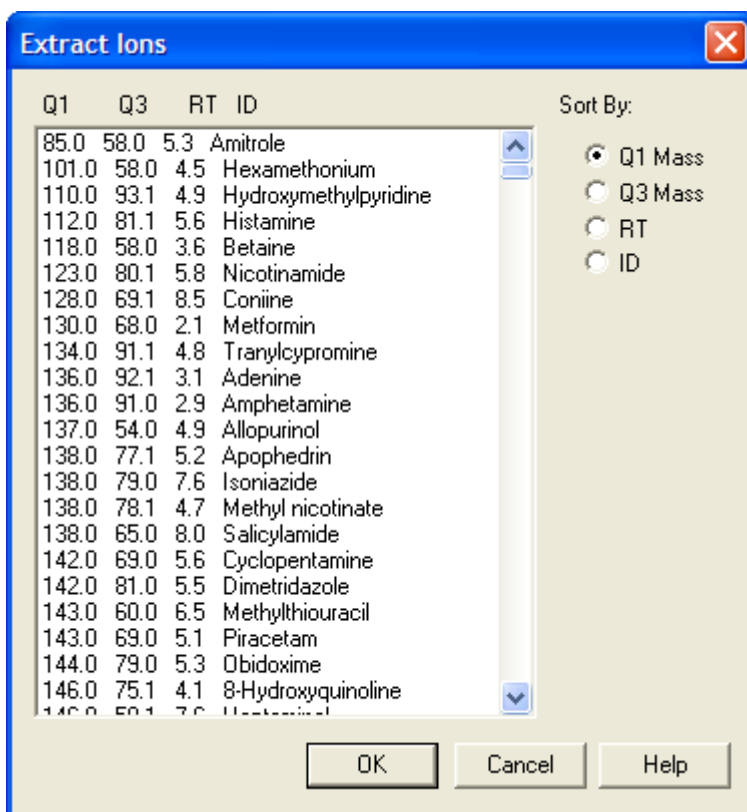 Extract Ions
Q1 Q3 RT ID
Sort By:
85.0 58.0 5.3 Amitrole
101.0 58.0 4.5 Hexamethonium
110.0 93.1 4.9 Hydroxymethylpyridine
112.0 81.1 5.6 Histamine
118.0 58.0 3.6 Betaine
123.0 80.1 5.8 Nicotinamide
128.0 69.1 8.5 Coniine
130.0 68.0 2.1 Metformin
134.0 91.1 4.8 Tranylcypromine
136.0 92.1 3.1 Adenine
136.0 91.0 2.9 Amphetamine
137.0 54.0 4.9 Allopurinol
138.0 77.1 5.2 Apophedrin
138.0 79.0 7.6 Isoniazide
138.0 78.1 4.7 Methyl nicotinate
138.0 65.0 8.0 Salicylamide
142.0 69.0 5.6 Cyclopentamine
142.0 81.0 5.5 Dimetridazole
143.0 60.0 6.5 Methylthiouracil
143.0 69.0 5.1 Piracetam
144.0 79.0 5.3 Obidoxime
146.0 75.1 4.1 8-Hydroxyquinoline
Q1 Mass
Q3 Mass
RT
ID
OK Cancel Help